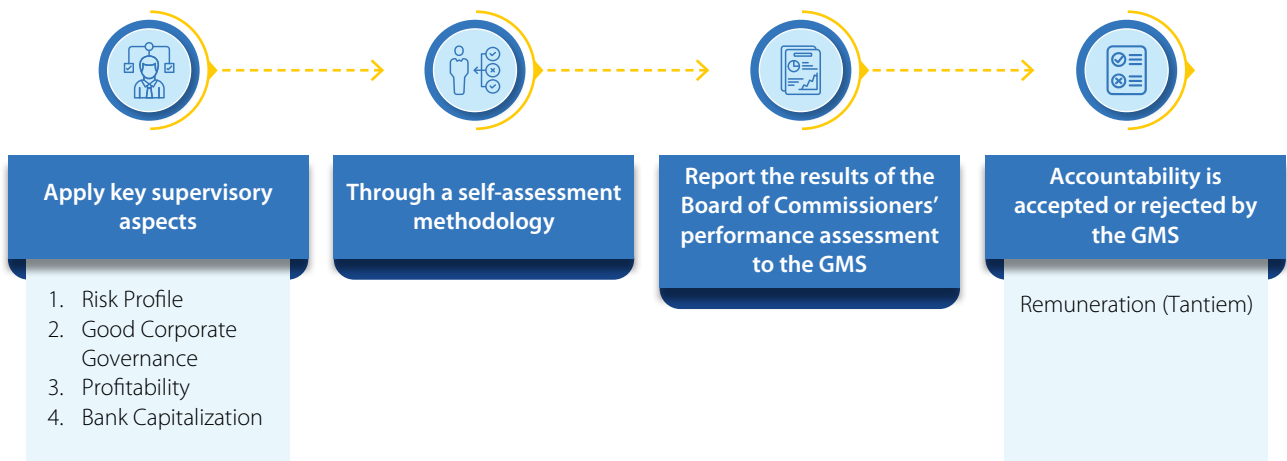 Apply key supervisory
aspects
1. Risk Profile
2. Good Corporate
Governance
3. Profitability
4. Bank Capitalization
Through a self-assessment
methodology
Report the results of the
Board of Commissioners’
performance assessment
to the GMS
Accountability is
accepted or rejected by
the GMS
Remuneration (Tantiem)